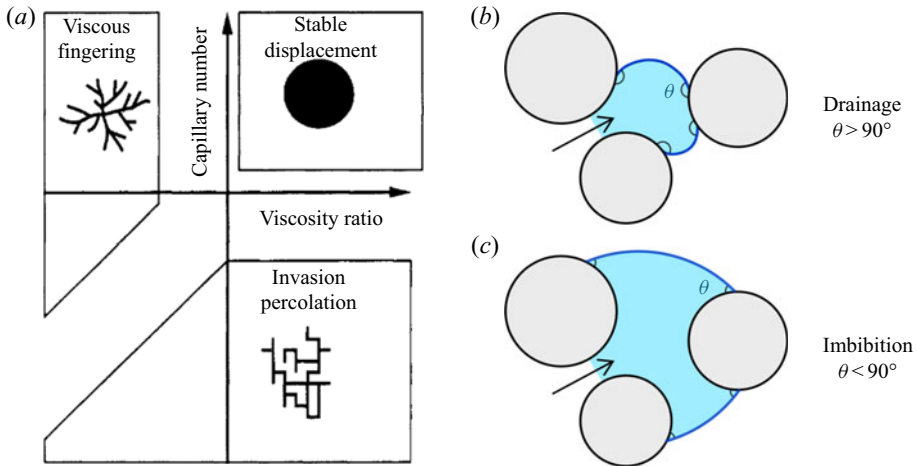 (a)
Viscous
fingering
Capillary number
Stable
displacement
Viscosity ratio
Invasion
percolation
(b)
θ
Drainage
θ > 90°
(c)
θ
Imbibition
θ < 90°